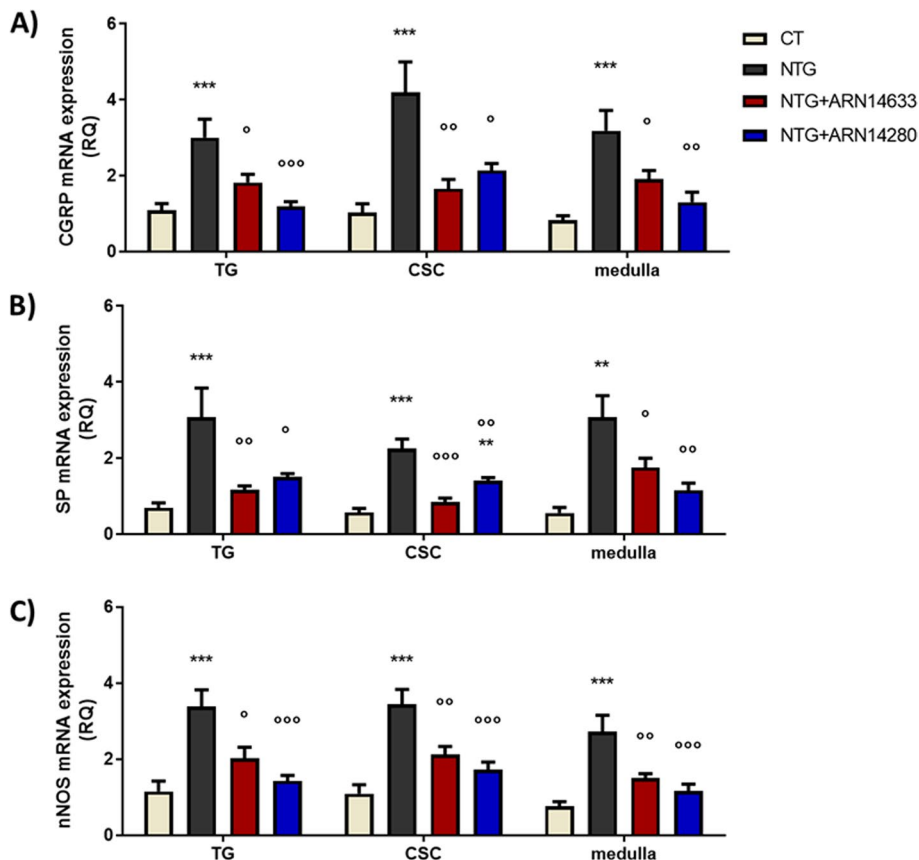 A)
CGRP mRNA expression
(RQ)
6
4
2
0
***
°
°°°
***
°°
°
***
°
°°
TG
CSC
medulla
CT
NTG
NTG+ARN14633
NTG+ARN14280
B)
SP mRNA expression
(RQ)
6
4
2
0
***
°°
°
***
°°°
°°
**
**
°
°°
TG
CSC
medulla
C)
nNOS mRNA expression
(RQ)
6
4
2
0
***
°
°°°
***
°°
°°°
***
°°
°°°
TG
CSC
medulla